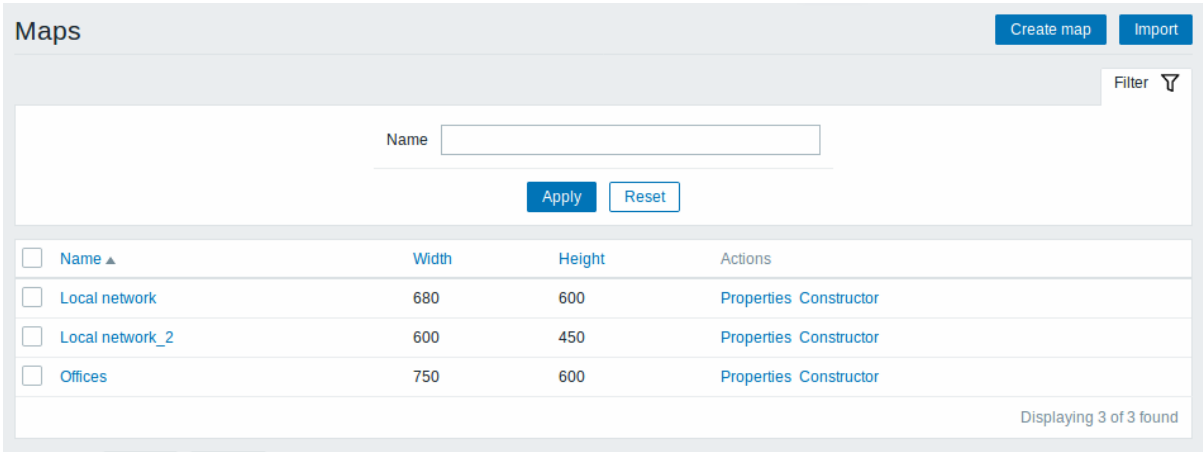 Maps Create map Import
Filter
Name
Apply Reset
Name Width Height Actions
Local network 680 600 Properties Constructor
Local network_2 600 450 Properties Constructor
Offices 750 600 Properties Constructor
Displaying 3 of 3 found